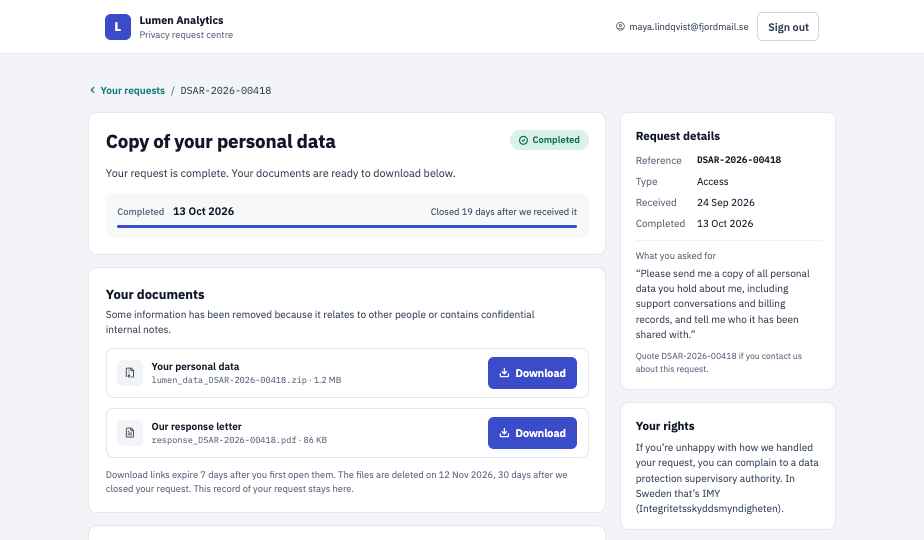 L
Lumen Analytics
Privacy request centre
maya.lindqvist@fjordmail.se
Sign out
Your requests / DSAR-2026-00418
Copy of your personal data
Completed
Your request is complete. Your documents are ready to download below.
Completed 13 Oct 2026
Closed 19 days after we received it
Your documents
Some information has been removed because it relates to other people or contains confidential
internal notes.
Your personal data
lumen_data_DSAR-2026-00418.zip · 1.2 MB
Download
Our response letter
response_DSAR-2026-00418.pdf · 86 KB
Download
Download links expire 7 days after you first open them. The files are deleted on 12 Nov 2026, 30 days after we
closed your request. This record of your request stays here.
Request details
Reference DSAR-2026-00418
Type Access
Received 24 Sep 2026
Completed 13 Oct 2026
What you asked for
“Please send me a copy of all personal
data you hold about me, including
support conversations and billing
records, and tell me who it has been
shared with.”
Quote DSAR-2026-00418 if you contact us
about this request.
Your rights
If you’re unhappy with how we handled
your request, you can complain to a data
protection supervisory authority. In
Sweden that’s IMY
(Integritetsskyddsmyndigheten).